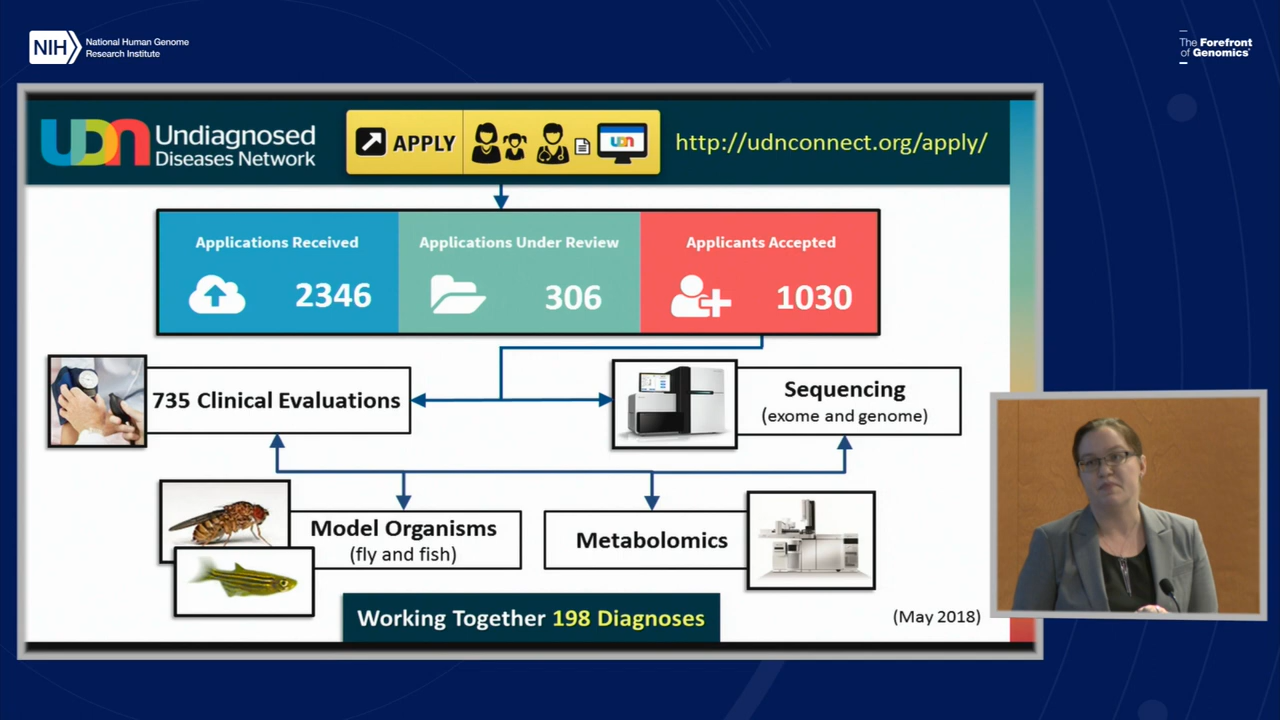 NIH
National Human Genome
Research Institute
The Forefront
of Genomics
UDN
Undiagnosed
Diseases Network
APPLY
UDN
http://udnconnect.org/apply/
Applications Received
2346
Applications Under Review
306
Applicants Accepted
1030
735 Clinical Evaluations
Sequencing
(exome and genome)
Model Organisms
(fly and fish)
Metabolomics
Working Together 198 Diagnoses
(May 2018)